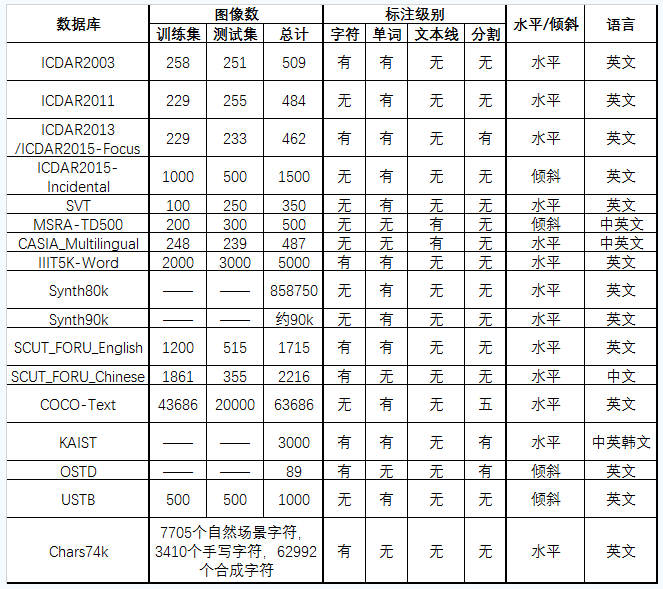 数据库 图像数 标注级别 水平/倾斜 语言
训练集 测试集 总计 字符 单词 文本线 分割
ICDAR2003 258 251 509 有 有 无 无 水平 英文
ICDAR2011 229 255 484 无 有 无 无 水平 英文
ICDAR2013
/ICDAR2015-Focus 229 233 462 有 有 无 有 水平 英文
ICDAR2015-
Incidental 1000 500 1500 无 有 无 无 倾斜 英文
SVT 100 250 350 无 有 无 无 水平 英文
MSRA-TD500 200 300 500 无 无 有 无 倾斜 中英文
CASIA_Multilingual 248 239 487 无 无 有 无 水平 中英文
IIIT5K-Word 2000 3000 5000 有 有 无 无 水平 英文
Synth80k —— —— 858750 无 有 无 无 水平 英文
Synth90k —— —— 约90k 无 有 无 无 水平 英文
SCUT_FORU_English 1200 515 1715 有 有 无 无 水平 英文
SCUT_FORU_Chinese 1861 355 2216 有 无 无 无 水平 中文
COCO-Text 43686 20000 63686 无 有 无 五 水平 英文
KAIST —— —— 3000 有 有 无 有 水平 中英韩文
OSTD —— —— 89 有 无 无 有 倾斜 英文
USTB 500 500 1000 无 有 无 无 倾斜 英文
Chars74k 7705个自然场景字符，
3410个手写字符，62992
个合成字符 有 无 无 无 水平 英文